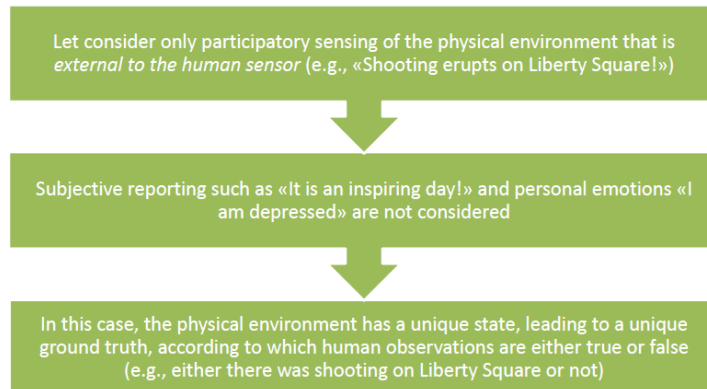 Let consider only participatory sensing of the physical environment that is
external to the human sensor (e.g., «Shooting erupts on Liberty Square!»)
Subjective reporting such as «It is an inspiring day!» and personal emotions «I
am depressed» are not considered
In this case, the physical environment has a unique state, leading to a unique
ground truth, according to which human observations are either true or false
(e.g., either there was shooting on Liberty Square or not)